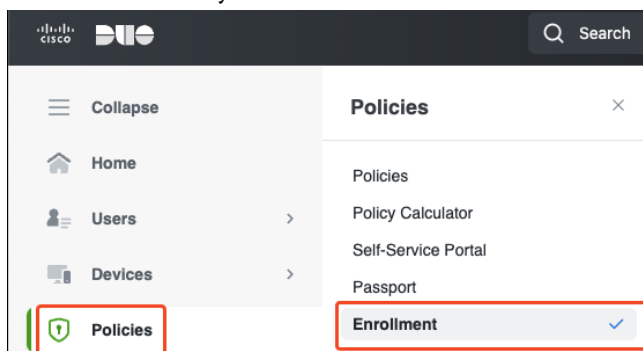 cisco DUO Search
Collapse
Home
Users
Devices
Policies
Policies
Policies
Policy Calculator
Self-Service Portal
Passport
Enrollment